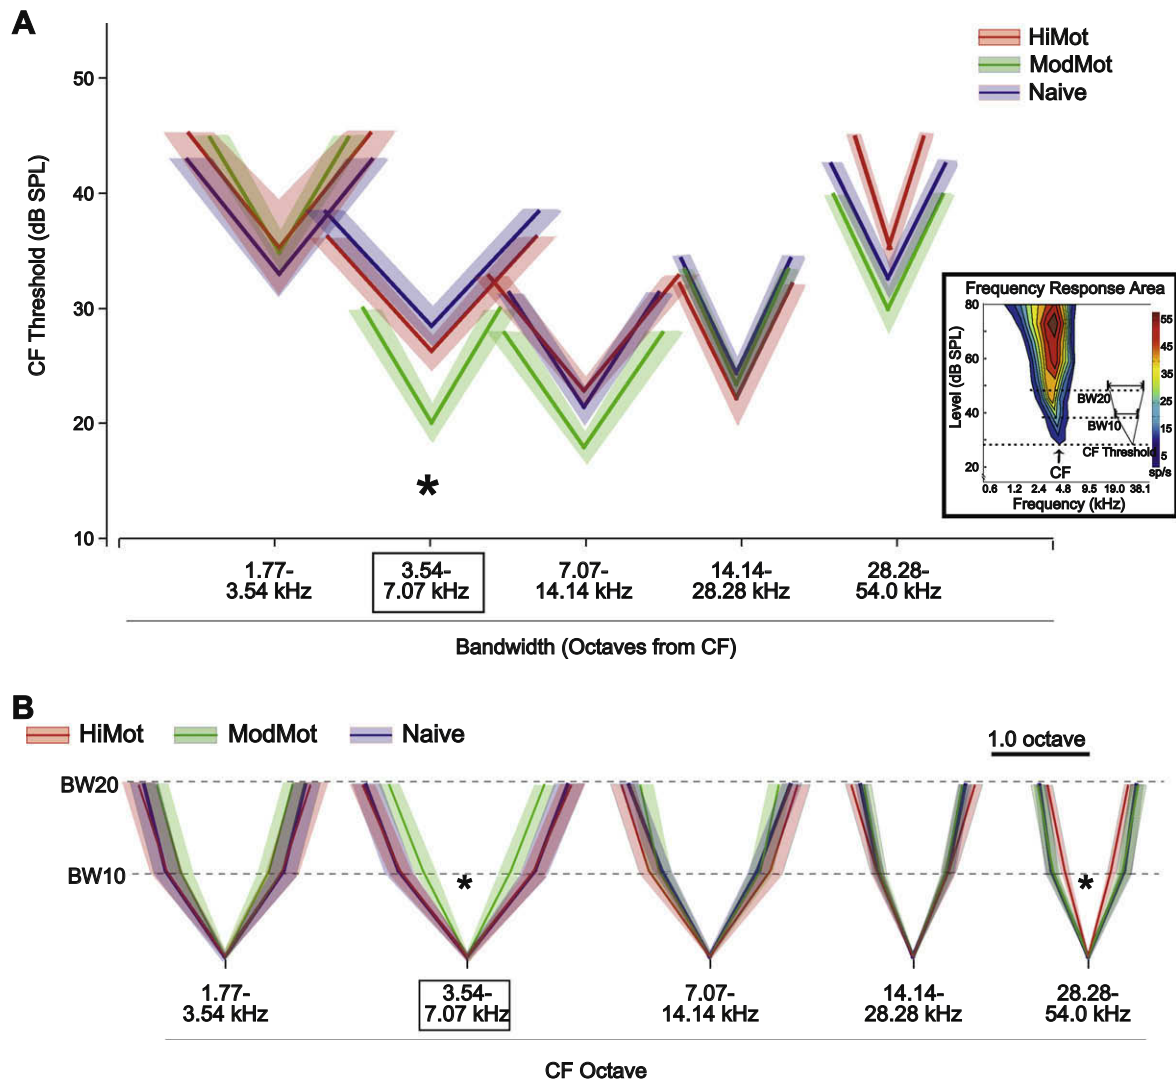 A
HiMot
ModMot
Naive
50
40
30
20
10
CF Threshold (dB SPL)
*
1.77-
3.54 kHz
3.54-
7.07 kHz
7.07-
14.14 kHz
14.14-
28.28 kHz
28.28-
54.0 kHz
Bandwidth (Octaves from CF)
Frequency Response Area
80
60
40
20
Level (dB SPL)
BW20
BW10
CF Threshold
CF
55
45
35
25
15
5
sp/s
0.6 1.2 2.4 4.8 9.5 19.0 38.1
Frequency (kHz)
B
HiMot ModMot Naive
1.0 octave
BW20
BW10
* *
1.77-
3.54 kHz
3.54-
7.07 kHz
7.07-
14.14 kHz
14.14-
28.28 kHz
28.28-
54.0 kHz
CF Octave